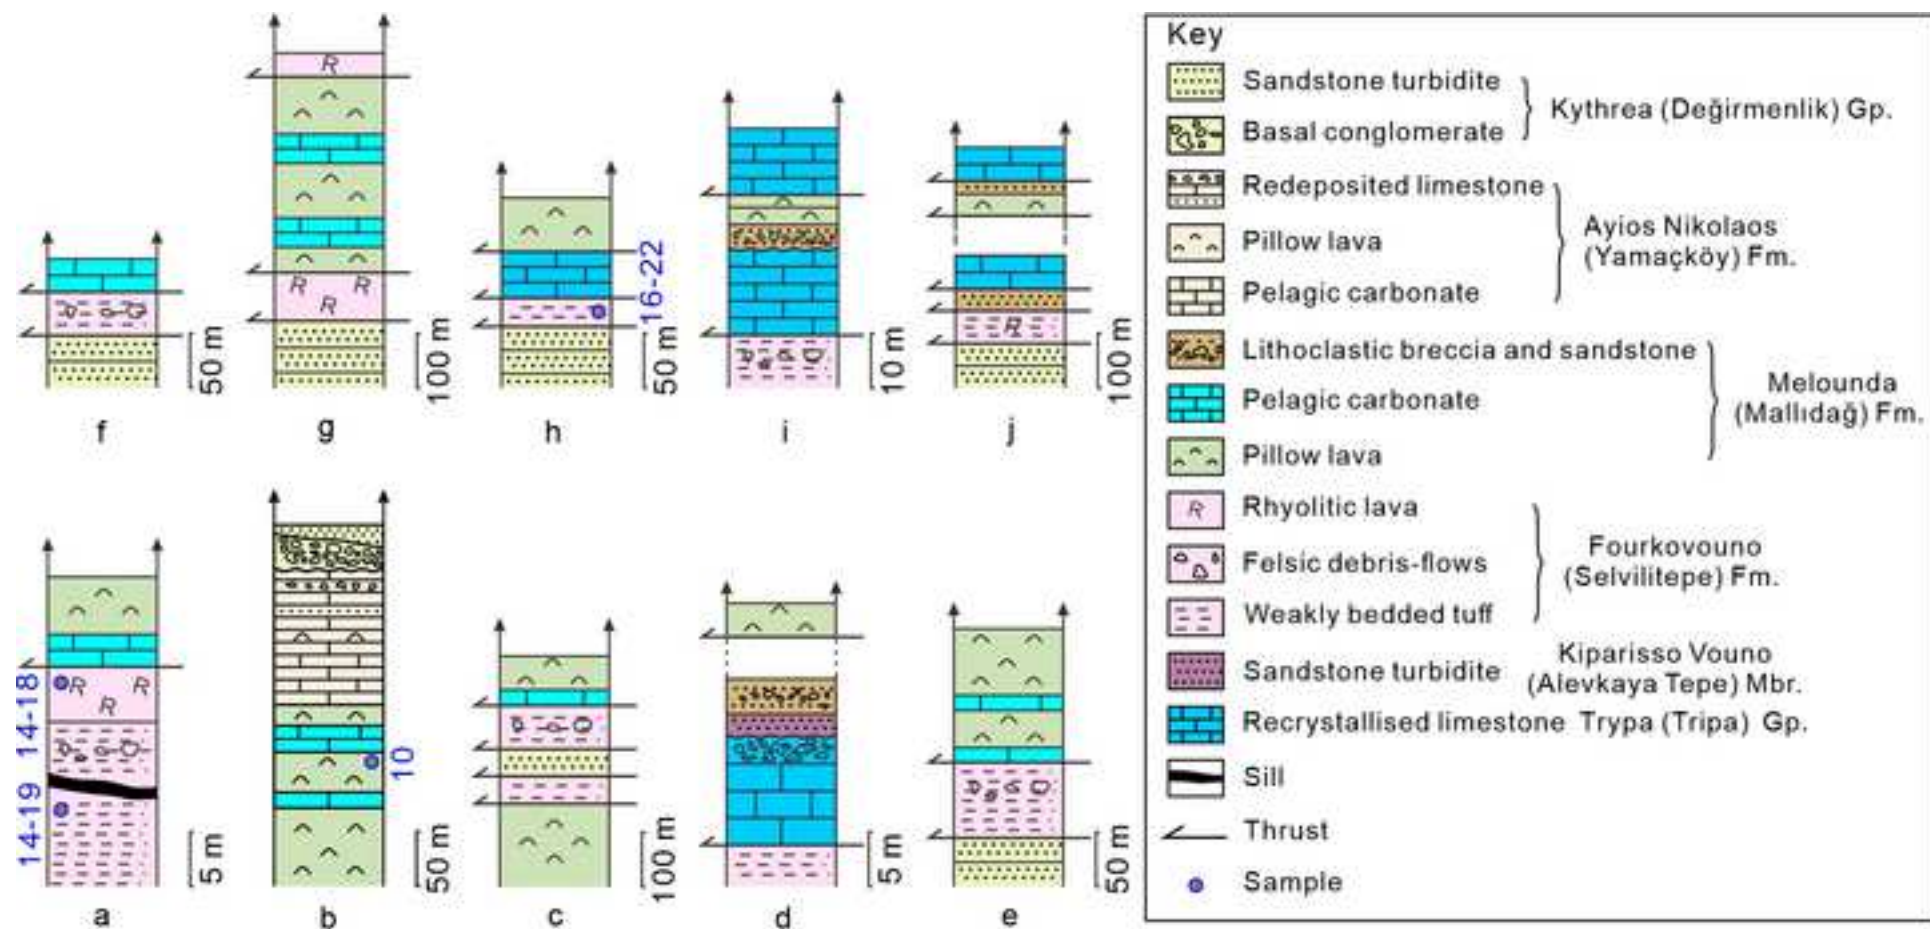 R
R
R
R
50 m
f
100 m
g
16-22
50 m
h
10 m
i
R
100 m
j
14-18
14-19
R
R
R
5 m
a
10
50 m
b
100 m
c
5 m
d
50 m
e
Key
Sandstone turbidite
Basal conglomerate
Kythrea (Değirmenlik) Gp.
Redeposited limestone
Pillow lava
Pelagic carbonate
Ayios Nikolaos
(Yamaçköy) Fm.
Lithoclastic breccia and sandstone
Pelagic carbonate
Pillow lava
Melounda
(Mallıdağ) Fm.
R
Rhyolitic lava
Felsic debris-flows
Weakly bedded tuff
Fourkovouno
(Selvilitepe) Fm.
Sandstone turbidite
Kiparisso Vouno
(Alevkaya Tepe) Mbr.
Recrystallised limestone Trypa (Tripa) Gp.
Sill
Thrust
Sample